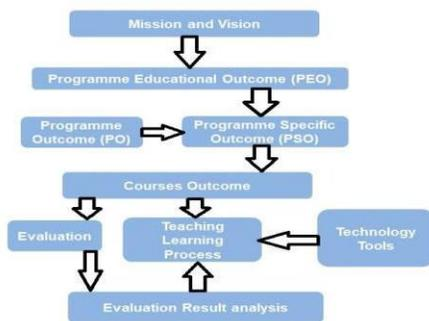 Mission and Vision
Programme Educational Outcome (PEO)
Programme
Outcome (PO)
Programme Specific
Outcome (PSO)
Courses Outcome
Evaluation
Teaching
Learning
Process
Technology
Tools
Evaluation Result analysis